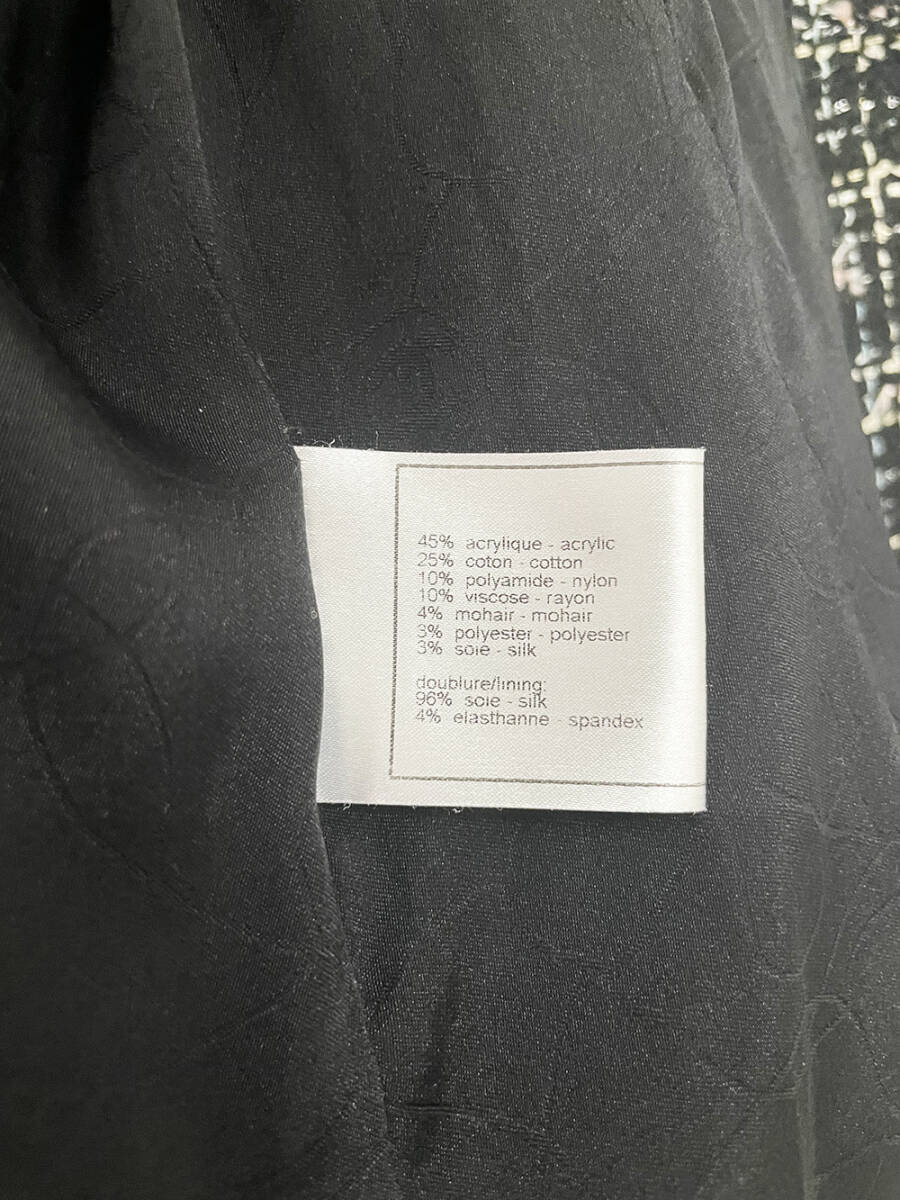 45% acrylique - acrylic
25% coton - cotton
10% polyamide - nylon
10% viscose - rayon
4% mohair - mohair
3% polyester - polyester
3% soie - silk
doublure/lining:
96% soie - silk
4% elasthanne - spandex